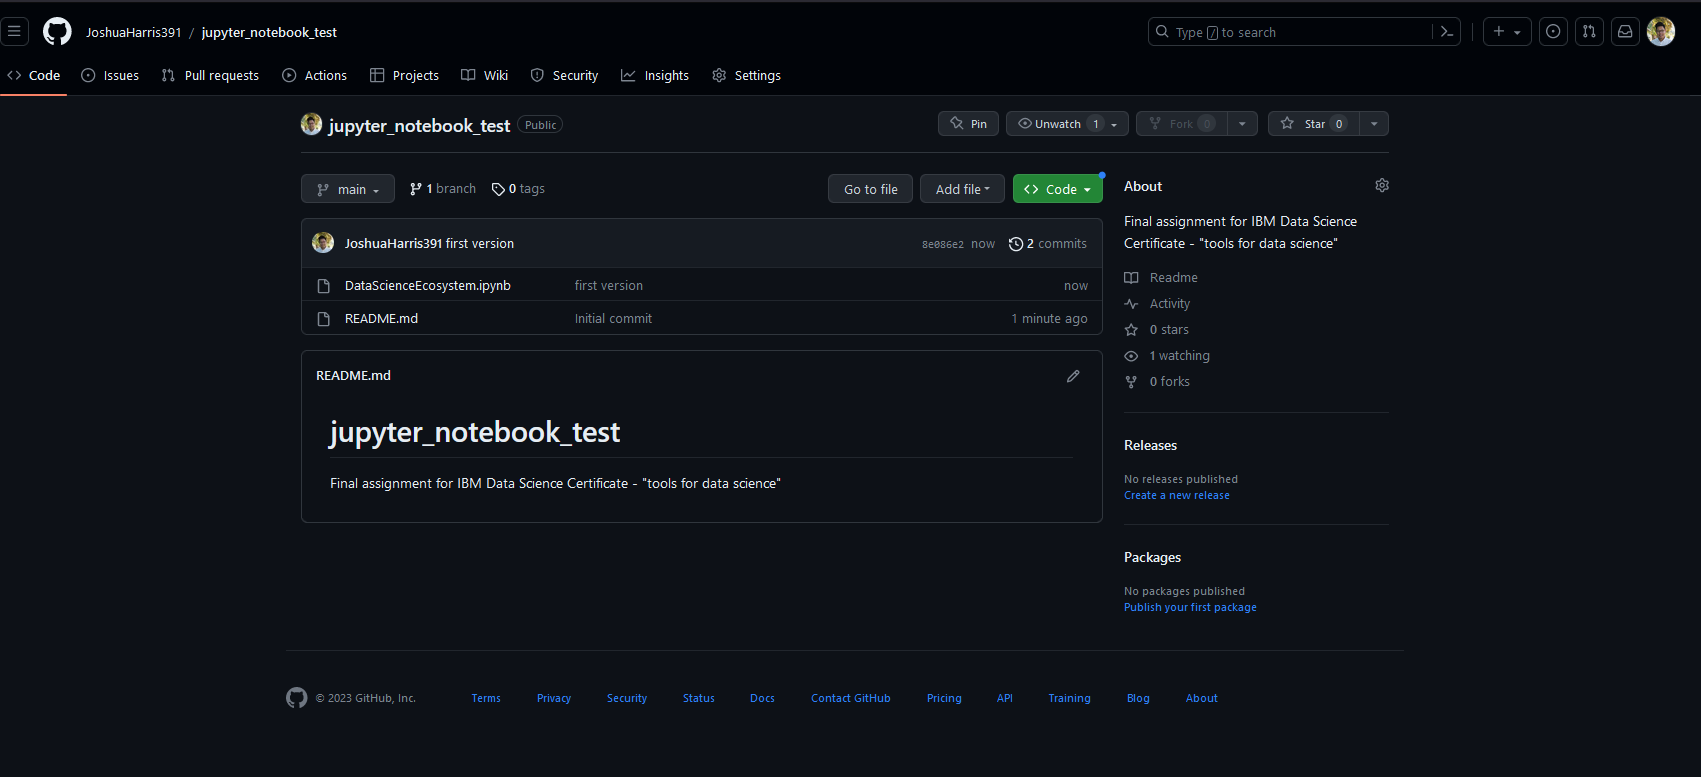 JoshuaHarris391 / jupyter_notebook_test
Type / to search
Code Issues Pull requests Actions Projects Wiki Security Insights Settings
jupyter_notebook_test Public
Pin Unwatch 1 Fork 0 Star 0
main 1 branch 0 tags Go to file Add file Code
JoshuaHarris391 first version 8e086e2 now 2 commits
DataScienceEcosystem.ipynb first version now
README.md Initial commit 1 minute ago
README.md
jupyter_notebook_test
Final assignment for IBM Data Science Certificate - "tools for data science"
About
Final assignment for IBM Data Science
Certificate - "tools for data science"
Readme
Activity
0 stars
1 watching
0 forks
Releases
No releases published
Create a new release
Packages
No packages published
Publish your first package
© 2023 GitHub, Inc. Terms Privacy Security Status Docs Contact GitHub Pricing API Training Blog About